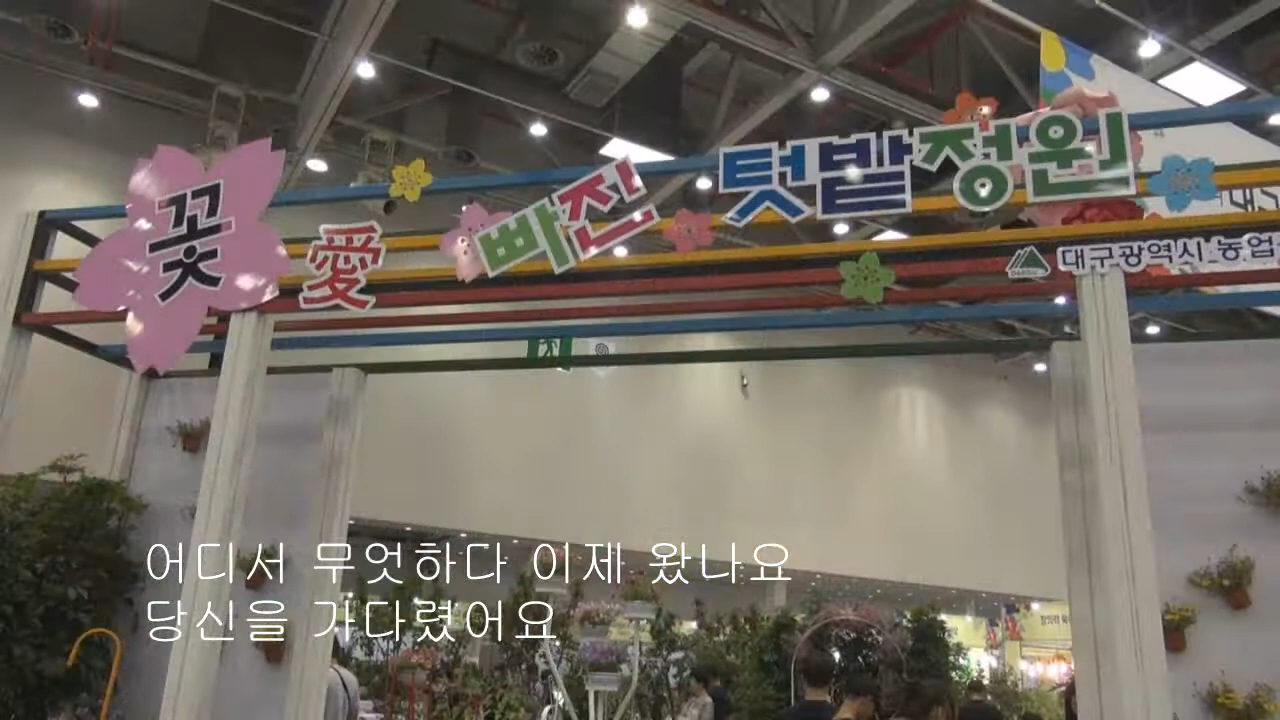 꽃 愛 빠진 텃밭정원
대구광역시 농업
어디서 무엇하다 이제 왔나요
당신을 가다렸어요